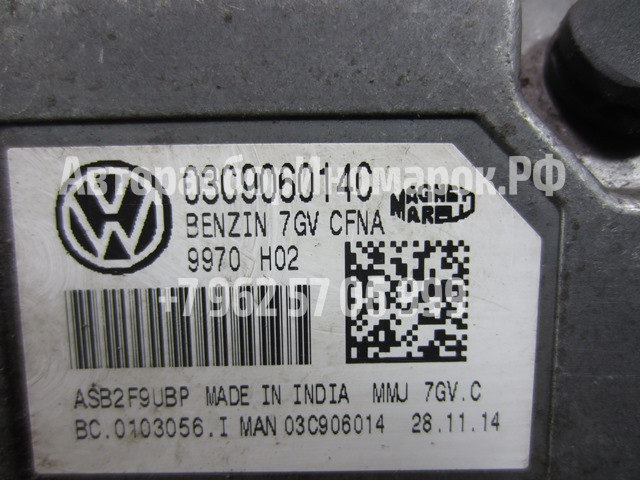 03C906014C
BENZIN 7GV CFNA
MAGNETI
MARELLI
9970 H02
ASB2F9UBP MADE IN INDIA MMJ 7GV.C
BC.0103056.I MAN 03C906014 28.11.14